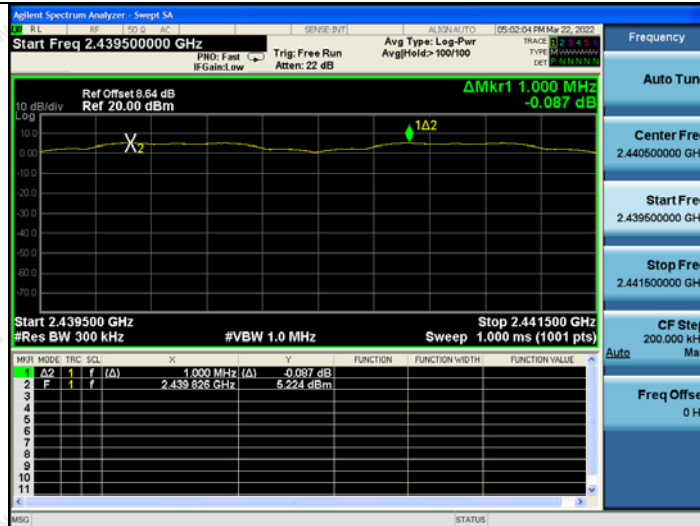 Agilent Spectrum Analyzer - Swept SA
RL RF 50 Ω AC SENSE:INT ALIGN AUTO 05:02:04 PM Mar 22, 2022
Start Freq 2.439500000 GHz
PNO: Fast
IFGain:Low
Trig: Free Run
Atten: 22 dB
Avg Type: Log-Pwr
Avg|Hold:> 100/100
TRACE 1 2 3 4 5 6
TYPE M
DET P N N N N N
ΔMkr1 1.000 MHz
-0.087 dB
Ref Offset 8.64 dB
10 dB/div Ref 20.00 dBm
Log
10.0
0.00
-10.0
-20.0
-30.0
-40.0
-50.0
-60.0
-70.0
X2
1Δ2
Start 2.439500 GHz Stop 2.441500 GHz
#Res BW 300 kHz #VBW 1.0 MHz Sweep 1.000 ms (1001 pts)
MKR MODE TRC SCL X Y FUNCTION FUNCTION WIDTH FUNCTION VALUE
1 Δ2 1 f (Δ) 1.000 MHz (Δ) -0.087 dB
2 F 1 f 2.439 826 GHz 5.224 dBm
3
4
5
6
7
8
9
10
11
MSG STATUS
Frequency
Auto Tun
Center Fre
2.440500000 GH
Start Fre
2.439500000 GH
Stop Fre
2.441500000 GH
CF Step
200.000 kH
Auto Ma
Freq Offse
0 H